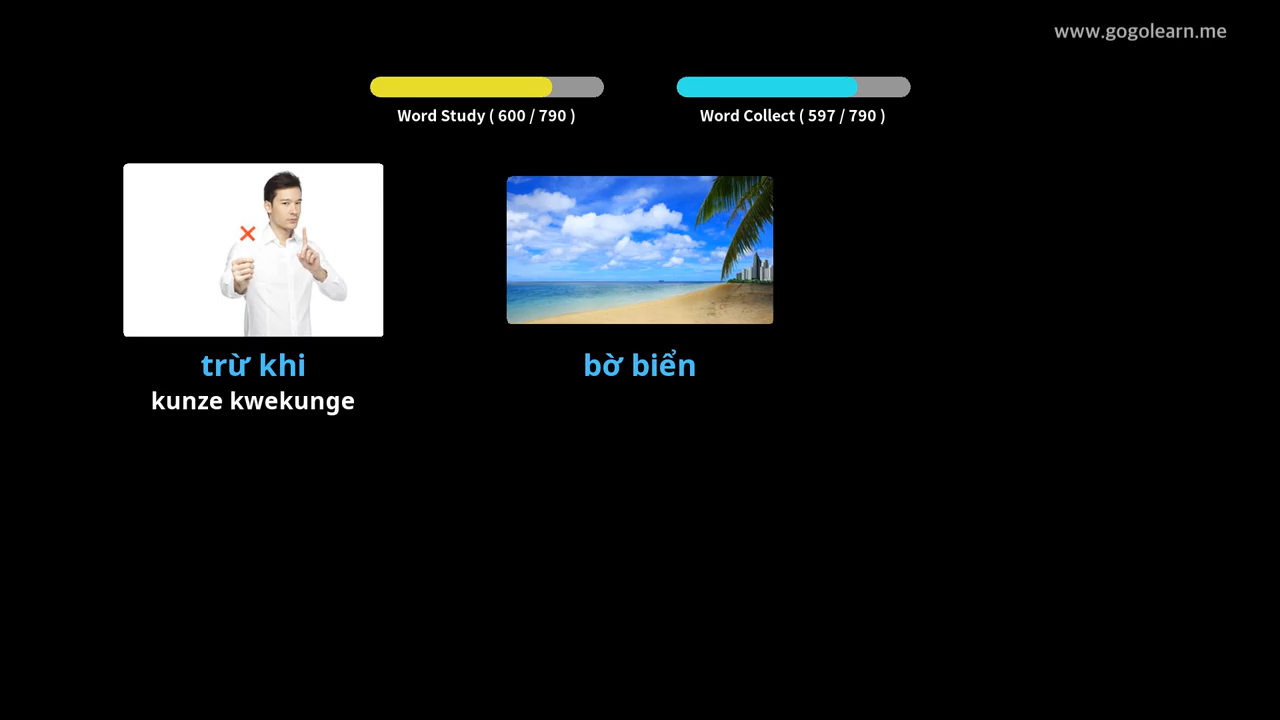 www.gogolearn.me
Word Study ( 600 / 790 )
Word Collect ( 597 / 790 )
trừ khi
kunze kwekunge
bờ biển